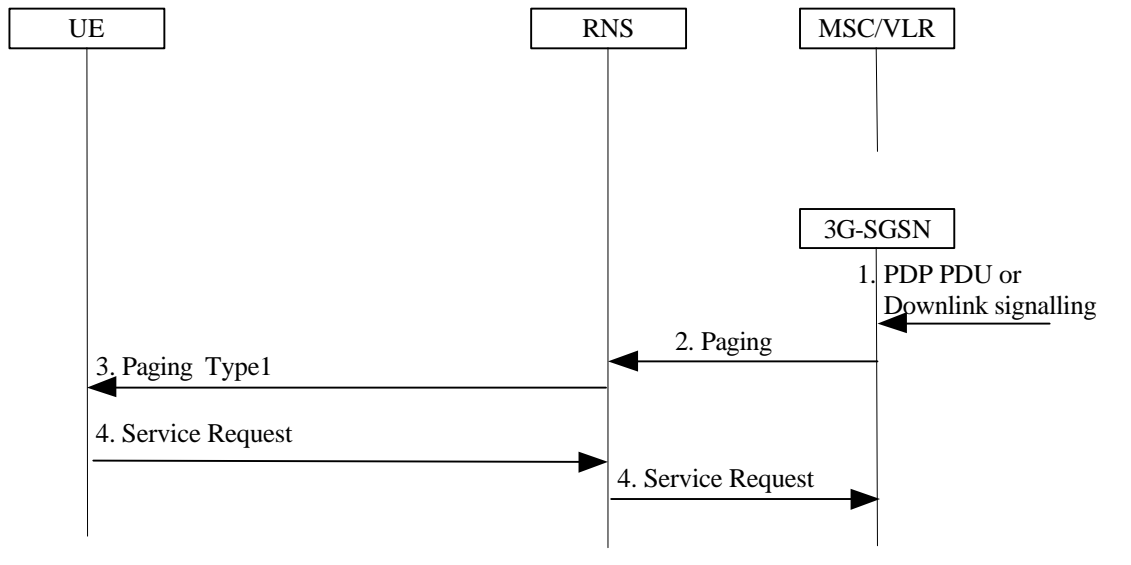 UE
RNS
MSC/VLR
3G-SGSN
1. PDP PDU or
Downlink signalling
2. Paging
3. Paging  Type1
4. Service Request
4. Service Request